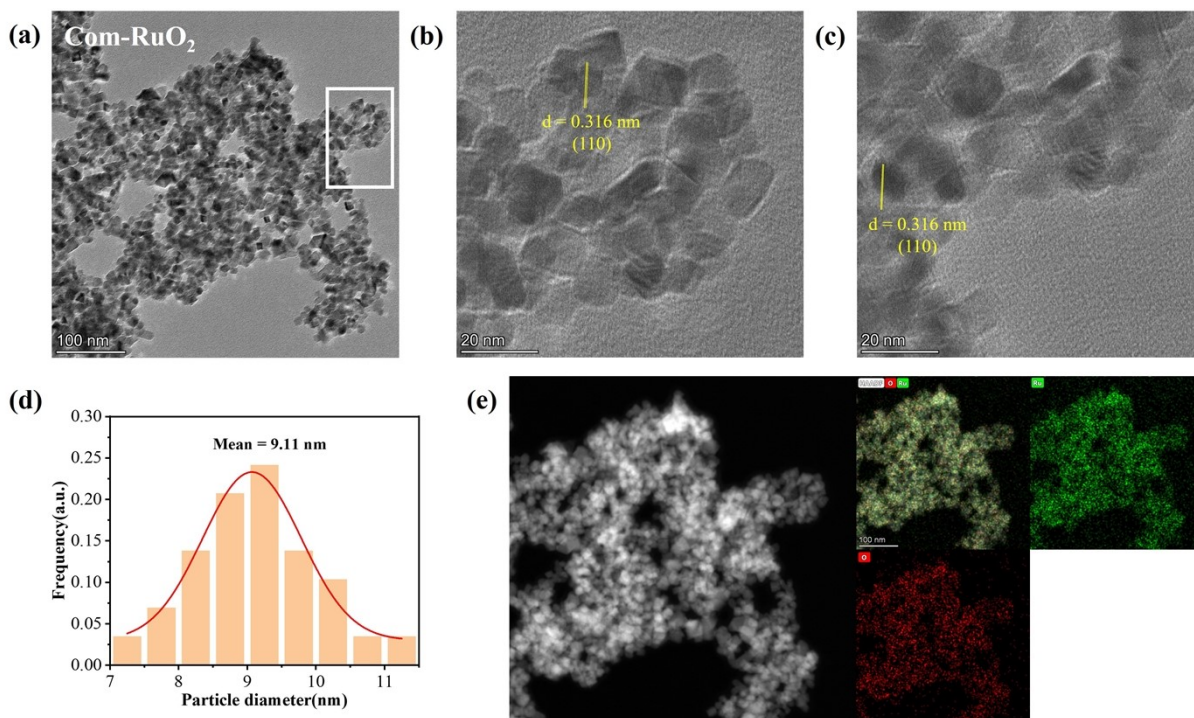 (a)
Com-RuO₂
100 nm
(b)
d = 0.316 nm
(110)
20 nm
(c)
d = 0.316 nm
(110)
20 nm
(d)
Mean = 9.11 nm
Frequency(a.u.)
0.30
0.25
0.20
0.15
0.10
0.05
0.00
7 8 9 10 11
Particle diameter(nm)
(e)
HAADF O Ru
100 nm
Ru
O